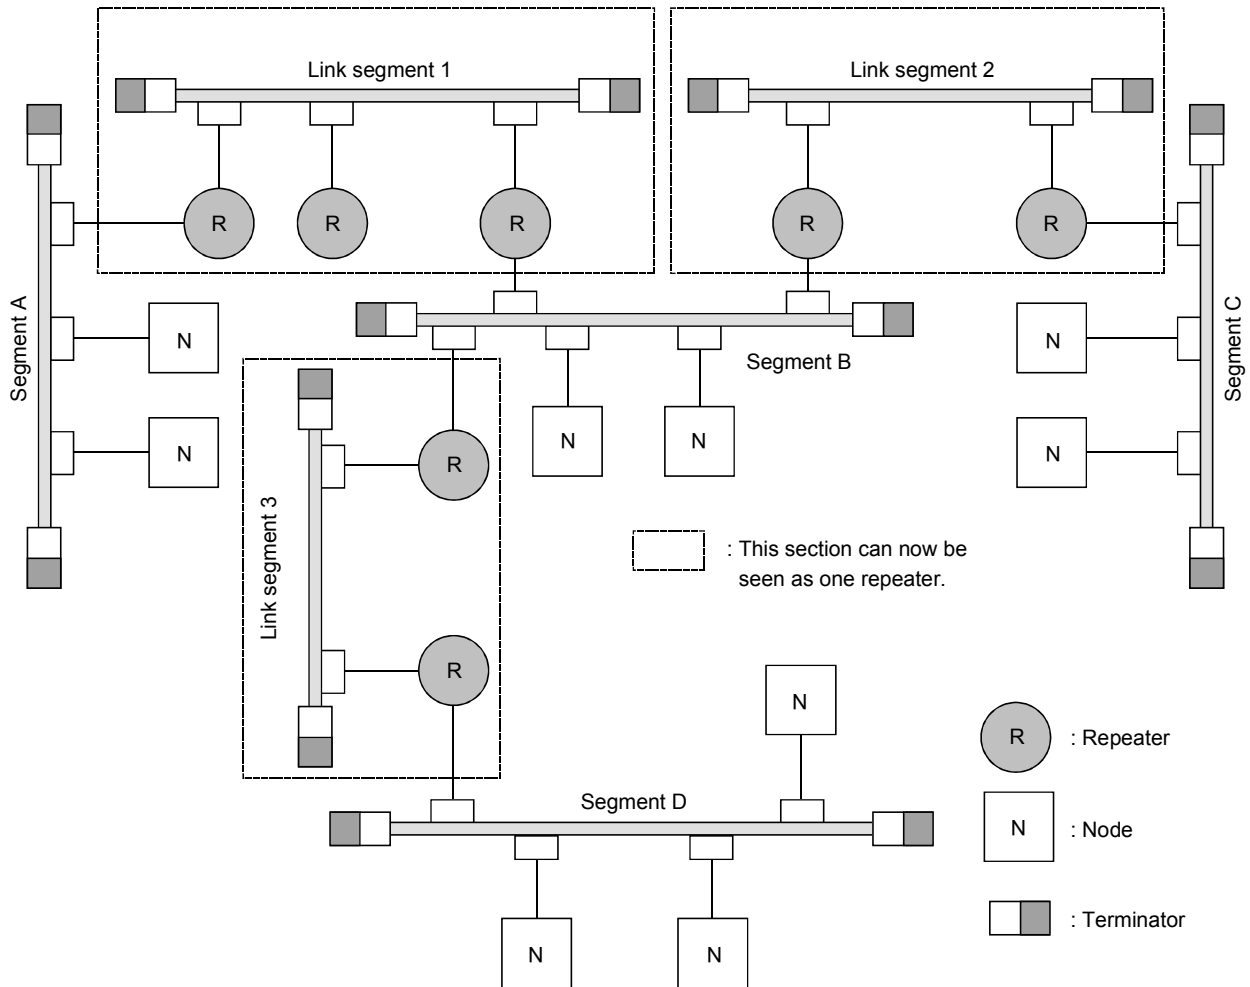 Link segment 1
Link segment 2
R
R
R
R
R
Segment A
N
N
Segment B
N
N
Segment C
N
N
Link segment 3
R
R
: This section can now be
seen as one repeater.
Segment D
N
N
N
R
: Repeater
N
: Node
: Terminator